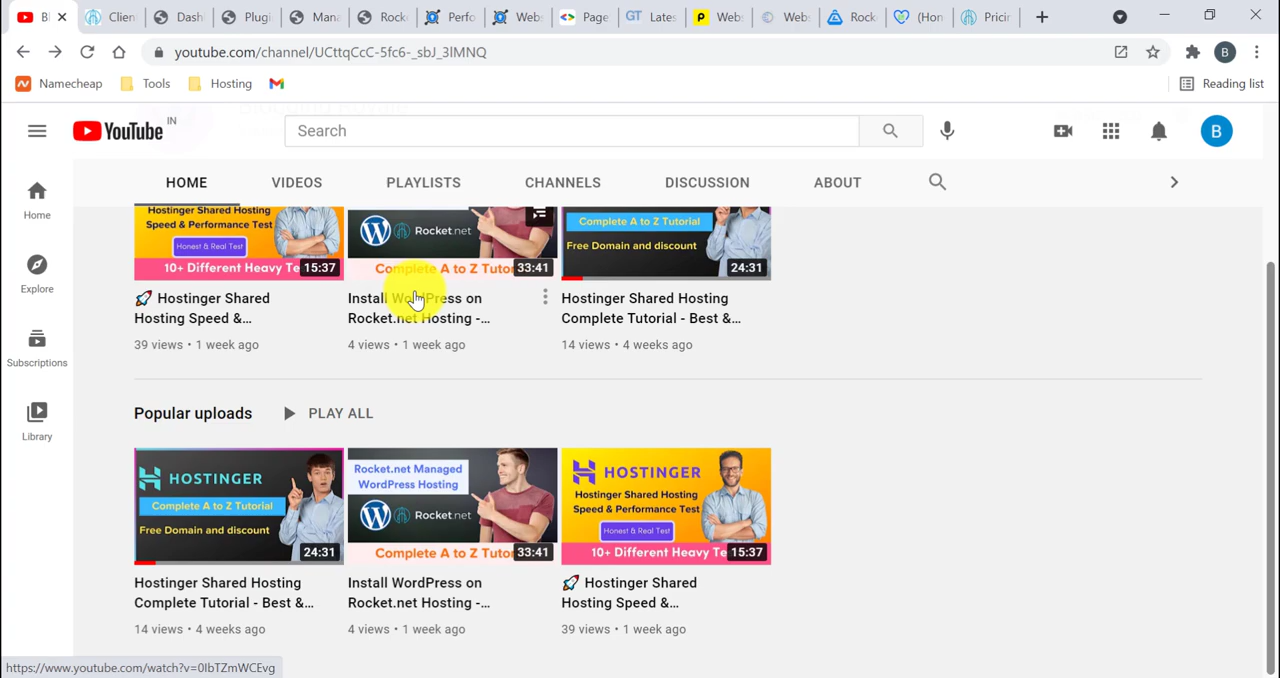 Bl
Clien
Dash
Plugi
Mana
Rock
Perfo
Webs
Page
GT Lates
P Webs
Webs
Rock
(Hon
Pricin
youtube.com/channel/UCttqCcC-5fc6-_sbJ_3lMNQ
B
Namecheap
Tools
Hosting
Reading list
YouTube IN
Search
B
Home
Explore
Subscriptions
Library
HOME
VIDEOS
PLAYLISTS
CHANNELS
DISCUSSION
ABOUT
Hostinger Shared Hosting
Speed & Performance Test
Honest & Real Test
10+ Different Heavy Te
15:37
Rocket.net
Complete A to Z Tutor
33:41
Complete A to Z Tutorial
Free Domain and discount
24:31
🚀 Hostinger Shared
Hosting Speed &...
39 views • 1 week ago
Install WordPress on
Rocket.net Hosting -...
4 views • 1 week ago
Hostinger Shared Hosting
Complete Tutorial - Best &...
14 views • 4 weeks ago
Popular uploads
PLAY ALL
HOSTINGER
Complete A to Z Tutorial
Free Domain and discount
24:31
Rocket.net Managed
WordPress Hosting
Rocket.net
Complete A to Z Tutor
33:41
HOSTINGER
Hostinger Shared Hosting
Speed & Performance Test
Honest & Real Test
10+ Different Heavy Te
15:37
Hostinger Shared Hosting
Complete Tutorial - Best &...
14 views • 4 weeks ago
Install WordPress on
Rocket.net Hosting -...
4 views • 1 week ago
🚀 Hostinger Shared
Hosting Speed &...
39 views • 1 week ago
https://www.youtube.com/watch?v=0lbTZmWCEvg